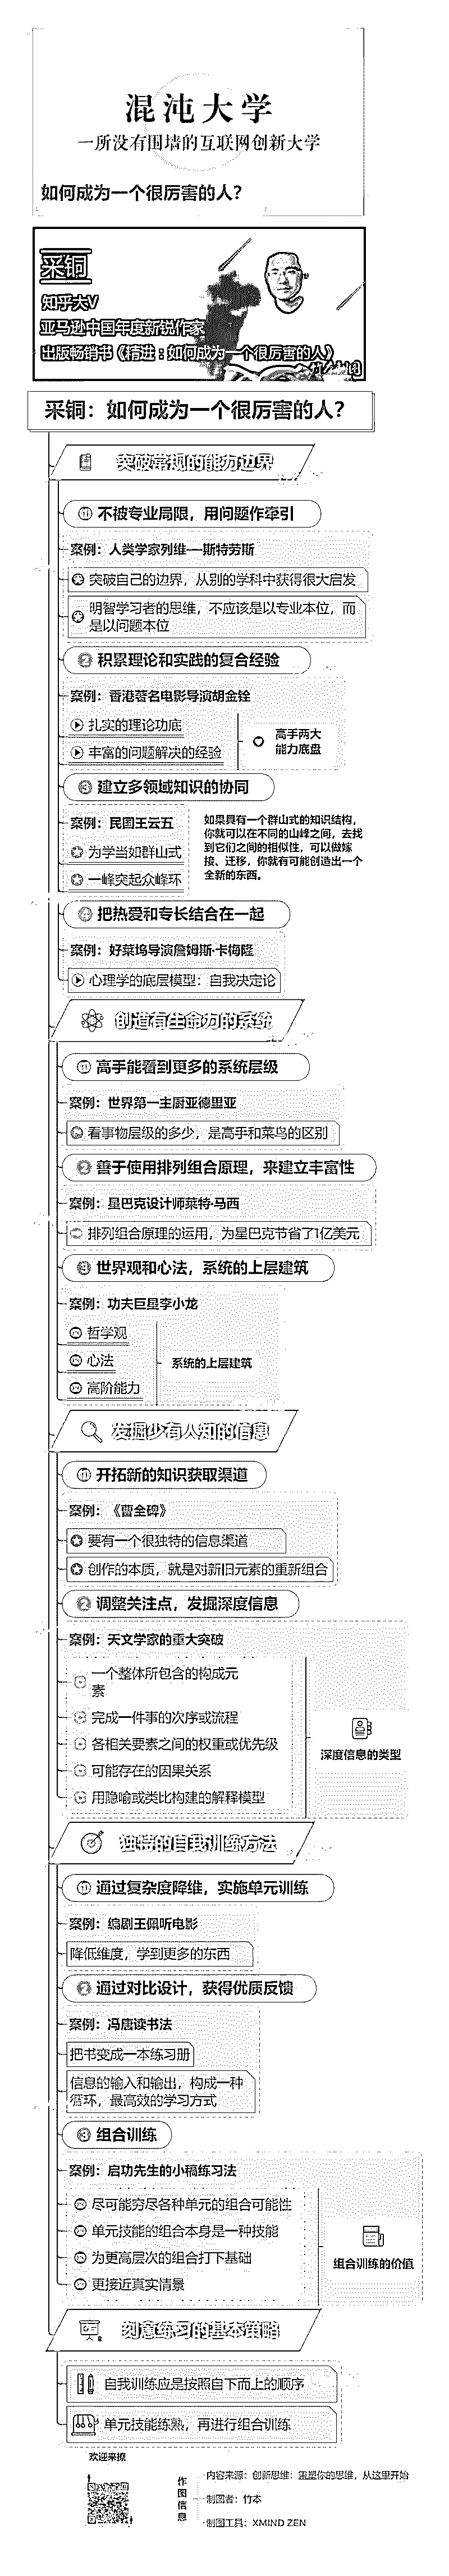 混沌大学
一所没有围墙的互联网创新大学
如何成为一个很厉害的人?
采铜
知乎大V
亚马逊中国年度新锐作家
出版畅销书《精进：如何成为一个很厉害的人》
采铜：如何成为一个很厉害的人?
突破常规的能力边界
1 不被专业局限，用问题作牵引
案例：人类学家列维—斯特劳斯
突破自己的边界，从别的学科中获得很大启发
明智学习者的思维，不应该是以专业本位，而
是以问题本位
2 积累理论和实践的复合经验
案例：香港著名电影导演胡金铨
扎实的理论功底
丰富的问题解决的经验
高手两大
能力底盘
3 建立多领域知识的协同
案例：民国王云五
为学当如群山式
一峰突起众峰环
如果具有一个群山式的知识结构，
你就可以在不同的山峰之间，去找
到它们之间的相似性，可以做嫁
接、迁移，你就有可能创造出一个
全新的东西。
4 把热爱和专长结合在一起
案例：好莱坞导演詹姆斯·卡梅隆
心理学的底层模型：自我决定论
创造有生命力的系统
1 高手能看到更多的系统层级
案例：世界第一主厨亚德里亚
看事物层级的多少，是高手和菜鸟的区别
2 善于使用排列组合原理，来建立丰富性
案例：星巴克设计师莱特·马西
排列组合原理的运用，为星巴克节省了1亿美元
3 世界观和心法，系统的上层建筑
案例：功夫巨星李小龙
哲学观
心法
高阶能力
系统的上层建筑
发掘少有人知的信息
1 开拓新的知识获取渠道
案例：《曹全碑》
要有一个很独特的信息渠道
创作的本质，就是对新旧元素的重新组合
2 调整关注点，发掘深度信息
案例：天文学家的重大突破
一个整体所包含的构成元
素
完成一件事的次序或流程
各相关要素之间的权重或优先级
可能存在的因果关系
用隐喻或类比构建的解释模型
深度信息的类型
独特的自我训练方法
1 通过复杂度降维，实施单元训练
案例：编剧王佩听电影
降低维度，学到更多的东西
2 通过对比设计，获得优质反馈
案例：冯唐读书法
把书变成一本练习册
信息的输入和输出，构成一种
循环，最高效的学习方式
3 组合训练
案例：启功先生的小稿练习法
尽可能穷尽各种单元的组合可能性
单元技能的组合本身是一种技能
为更高层次的组合打下基础
更接近真实情景
组合训练的价值
刻意练习的基本策略
自我训练应是按照自下而上的顺序
单元技能练熟，再进行组合训练
欢迎来撩
作图信息
内容来源：创新思维：重塑你的思维，从这里开始
制图者：竹本
制图工具：XMIND ZEN